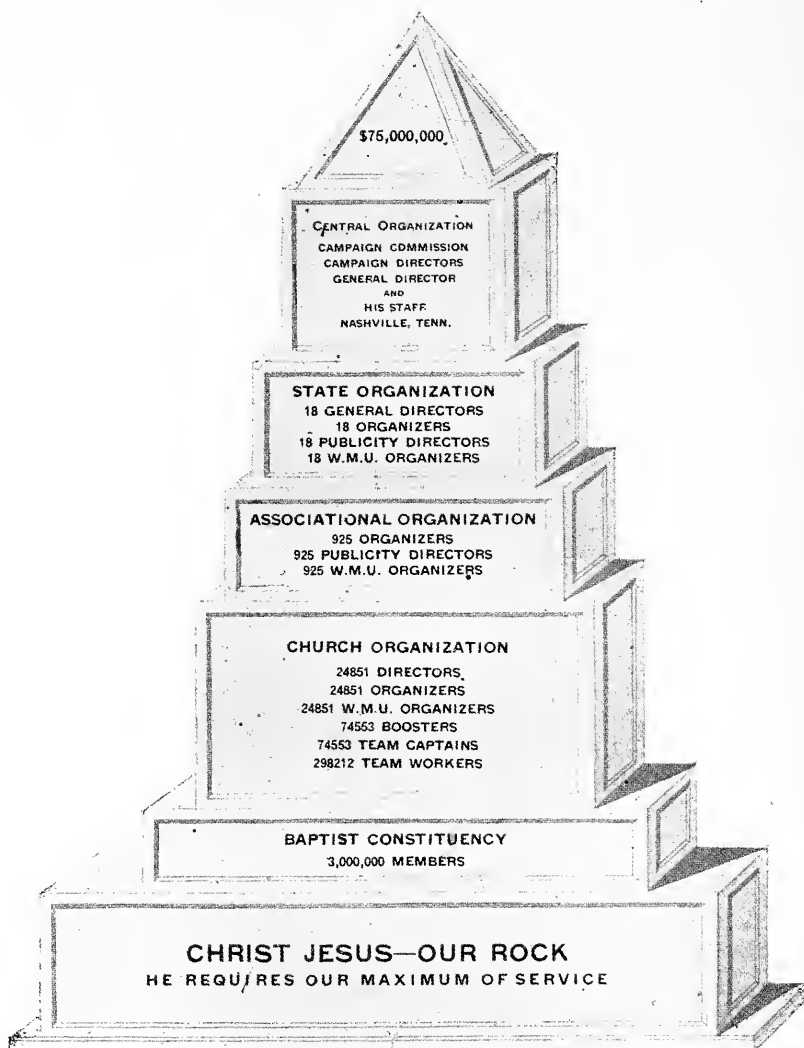 $75,000,000
CENTRAL ORGANIZATION
CAMPAIGN COMMISSION
CAMPAIGN DIRECTORS
GENERAL DIRECTOR
AND
HIS STAFF
NASHVILLE, TENN.
STATE ORGANIZATION
18 GENERAL DIRECTORS
18 ORGANIZERS
18 PUBLICITY DIRECTORS
18 W.M.U. ORGANIZERS
ASSOCIATIONAL ORGANIZATION
925 ORGANIZERS
925 PUBLICITY DIRECTORS
925 W.M.U. ORGANIZERS
CHURCH ORGANIZATION
24851 DIRECTORS
24851 ORGANIZERS
24851 W.M.U. ORGANIZERS
74553 BOOSTERS
74553 TEAM CAPTAINS
298212 TEAM WORKERS
BAPTIST CONSTITUENCY
3,000,000 MEMBERS
CHRIST JESUS—OUR ROCK
HE REQUIRES OUR MAXIMUM OF SERVICE